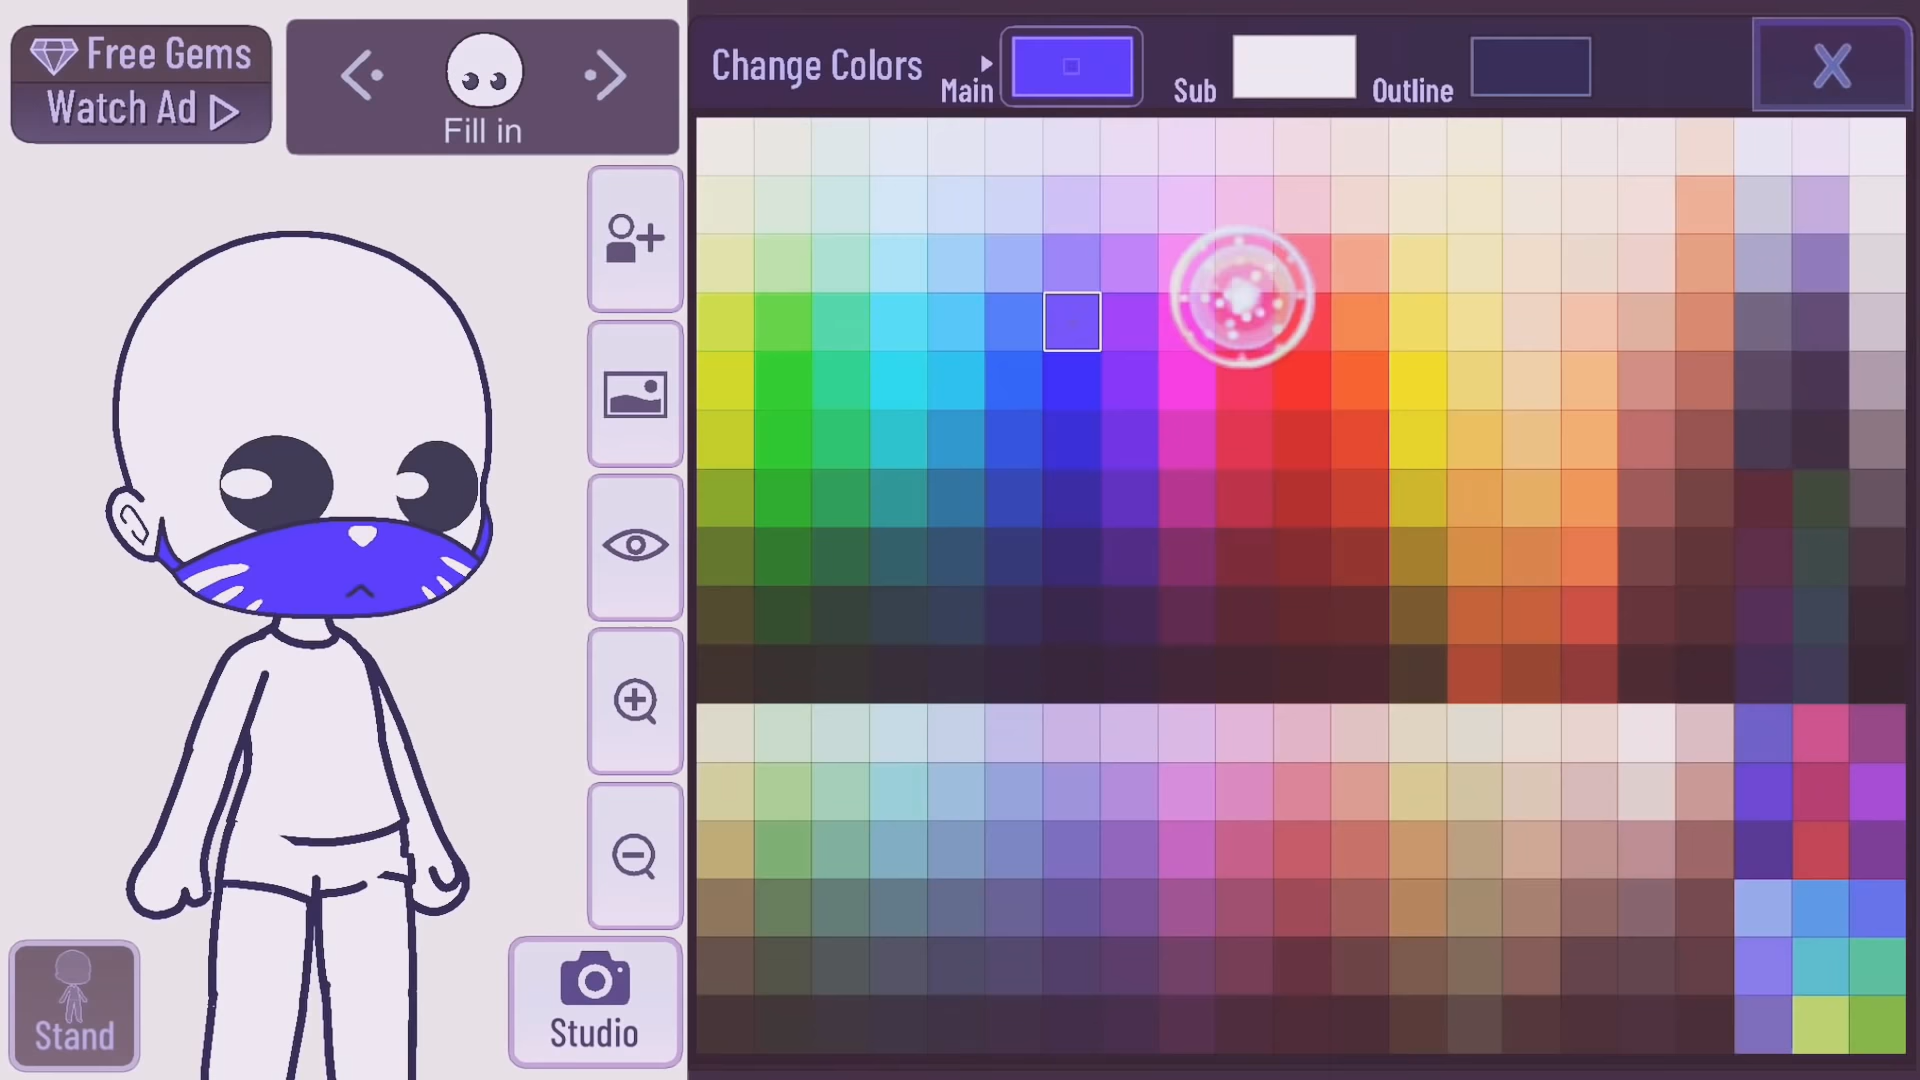 Free Gems
Watch Ad
Fill in
Change Colors
Main
Sub
Outline
X
Stand
Studio